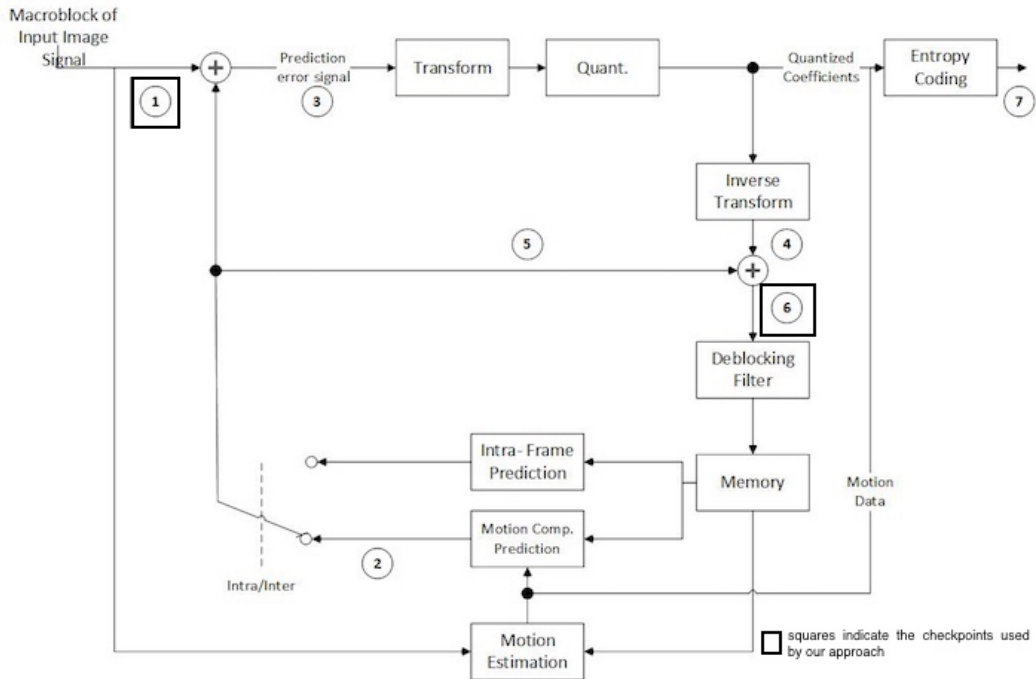 Macroblock of
Input Image
Signal
1
Prediction
error signal
3
Transform
Quant.
Quantized
Coefficients
Entropy
Coding
7
Inverse
Transform
4
5
6
Deblocking
Filter
Intra- Frame
Prediction
Memory
Motion
Data
Motion Comp.
Prediction
2
Intra/Inter
Motion
Estimation
squares indicate the checkpoints used
by our approach